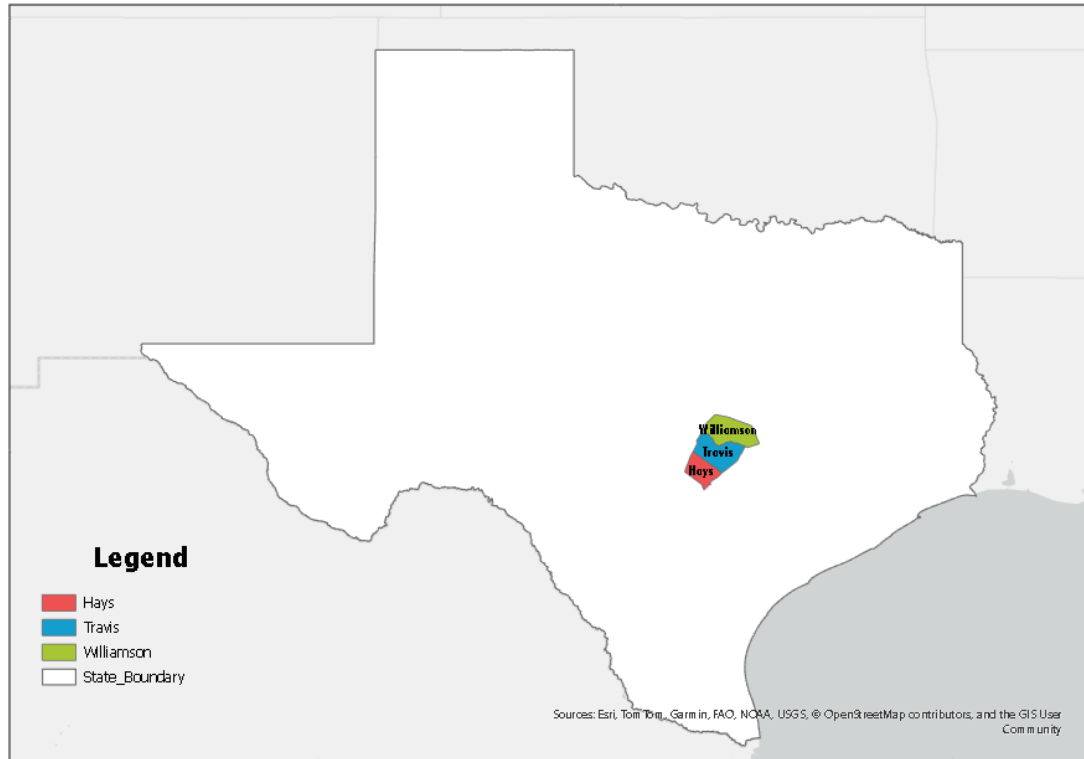 Williamson
Travis
Hays
Legend
Hays
Travis
Williamson
State_Boundary
Sources: Esri, TomTom, Garmin, FAO, NOAA, USGS, © OpenStreetMap contributors, and the GIS User
Community